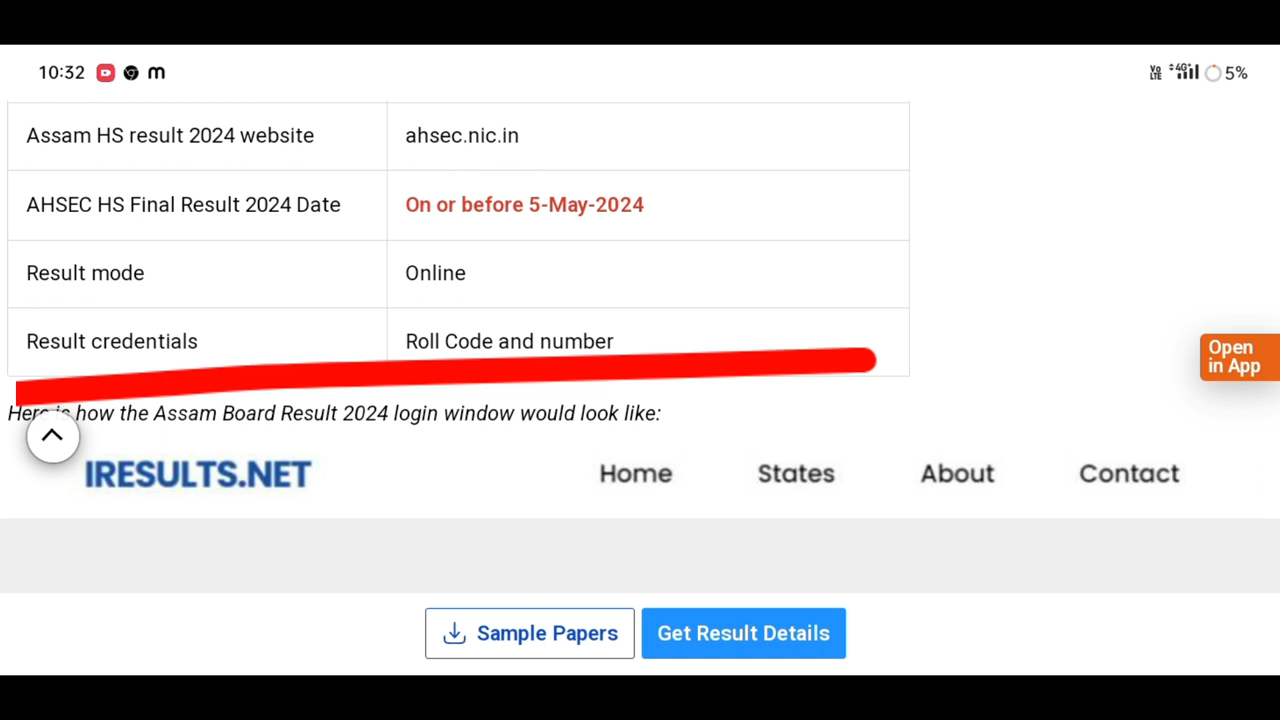 10:32 5%
Assam HS result 2024 website ahsec.nic.in
AHSEC HS Final Result 2024 Date On or before 5-May-2024
Result mode Online
Result credentials Roll Code and number
Open
in App
Here is how the Assam Board Result 2024 login window would look like:
IRESULTS.NET Home States About Contact
Sample Papers Get Result Details